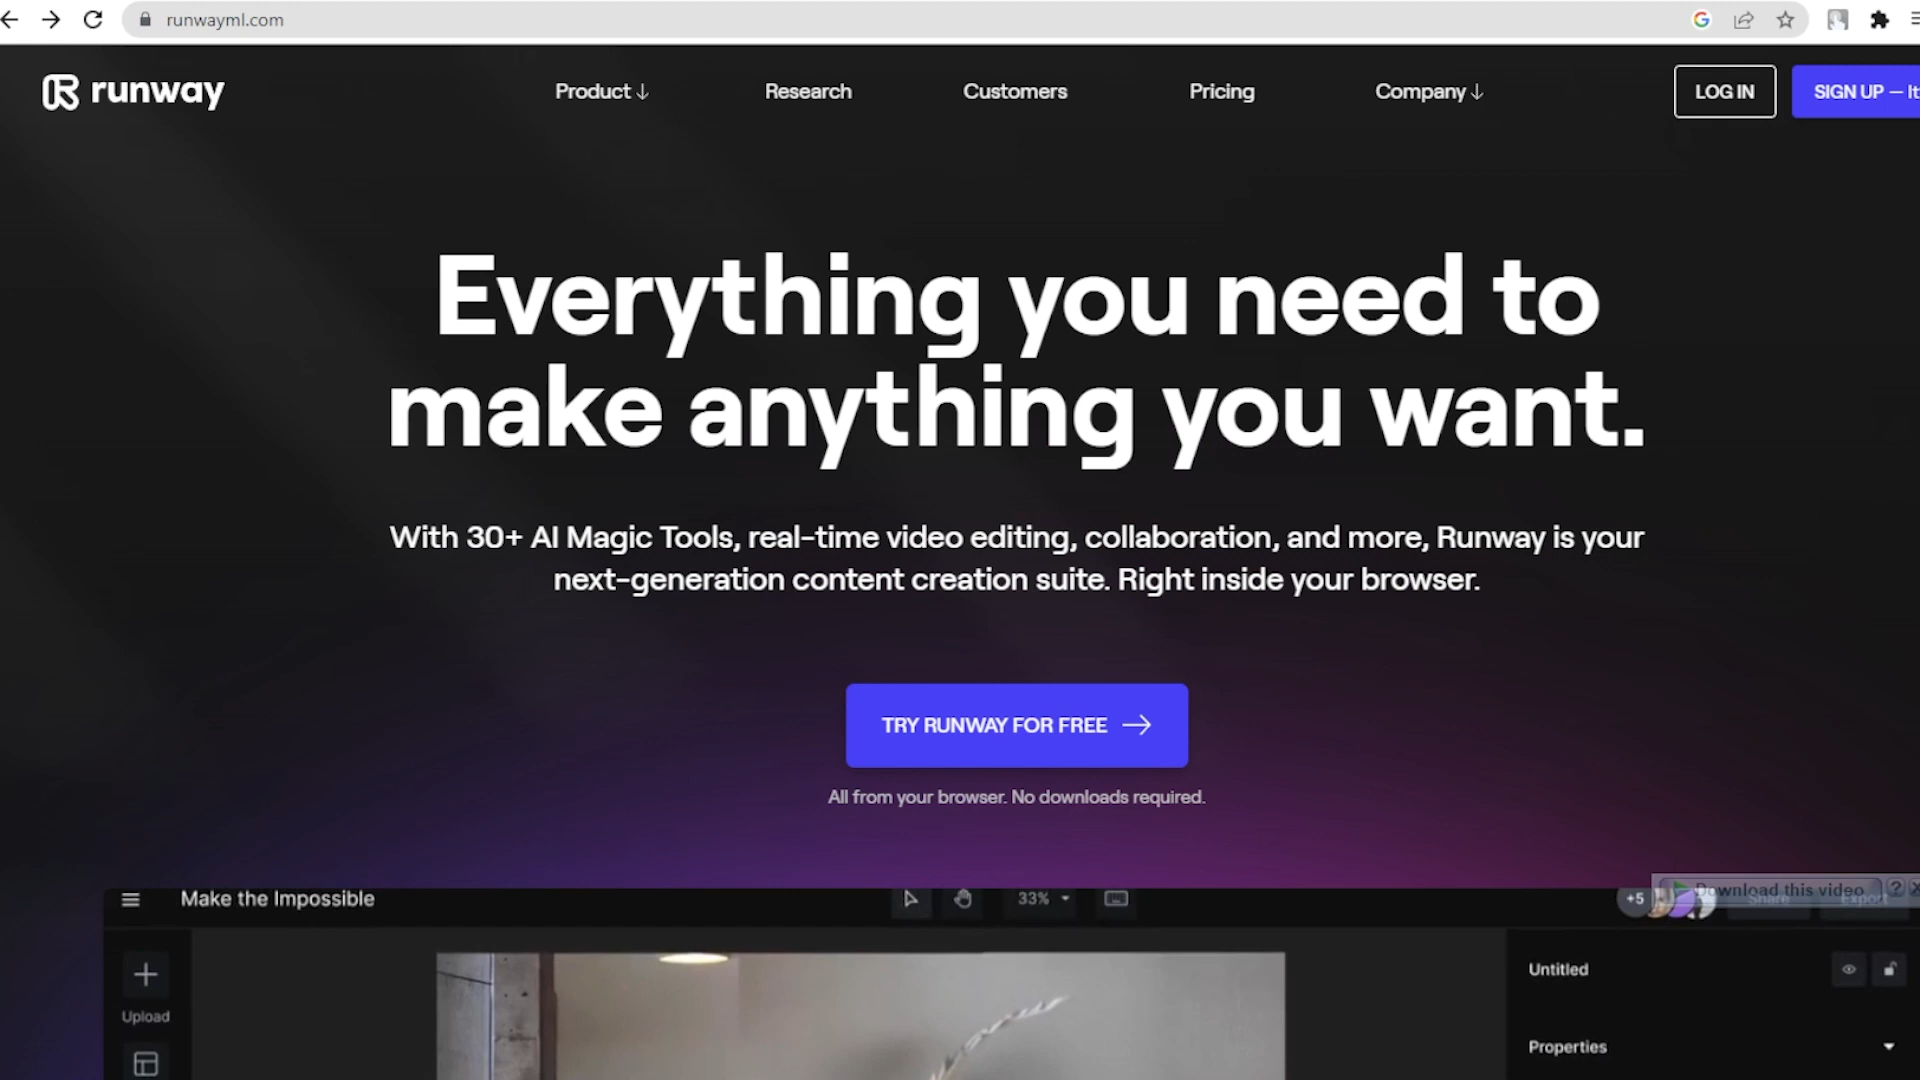 runwayml.com
runway
Product ↓
Research
Customers
Pricing
Company ↓
LOG IN
SIGN UP — It
Everything you need to
make anything you want.
With 30+ AI Magic Tools, real-time video editing, collaboration, and more, Runway is your
next-generation content creation suite. Right inside your browser.
TRY RUNWAY FOR FREE →
All from your browser. No downloads required.
Make the Impossible
33%
+5
Download this video
Share
Export
Untitled
Upload
Properties